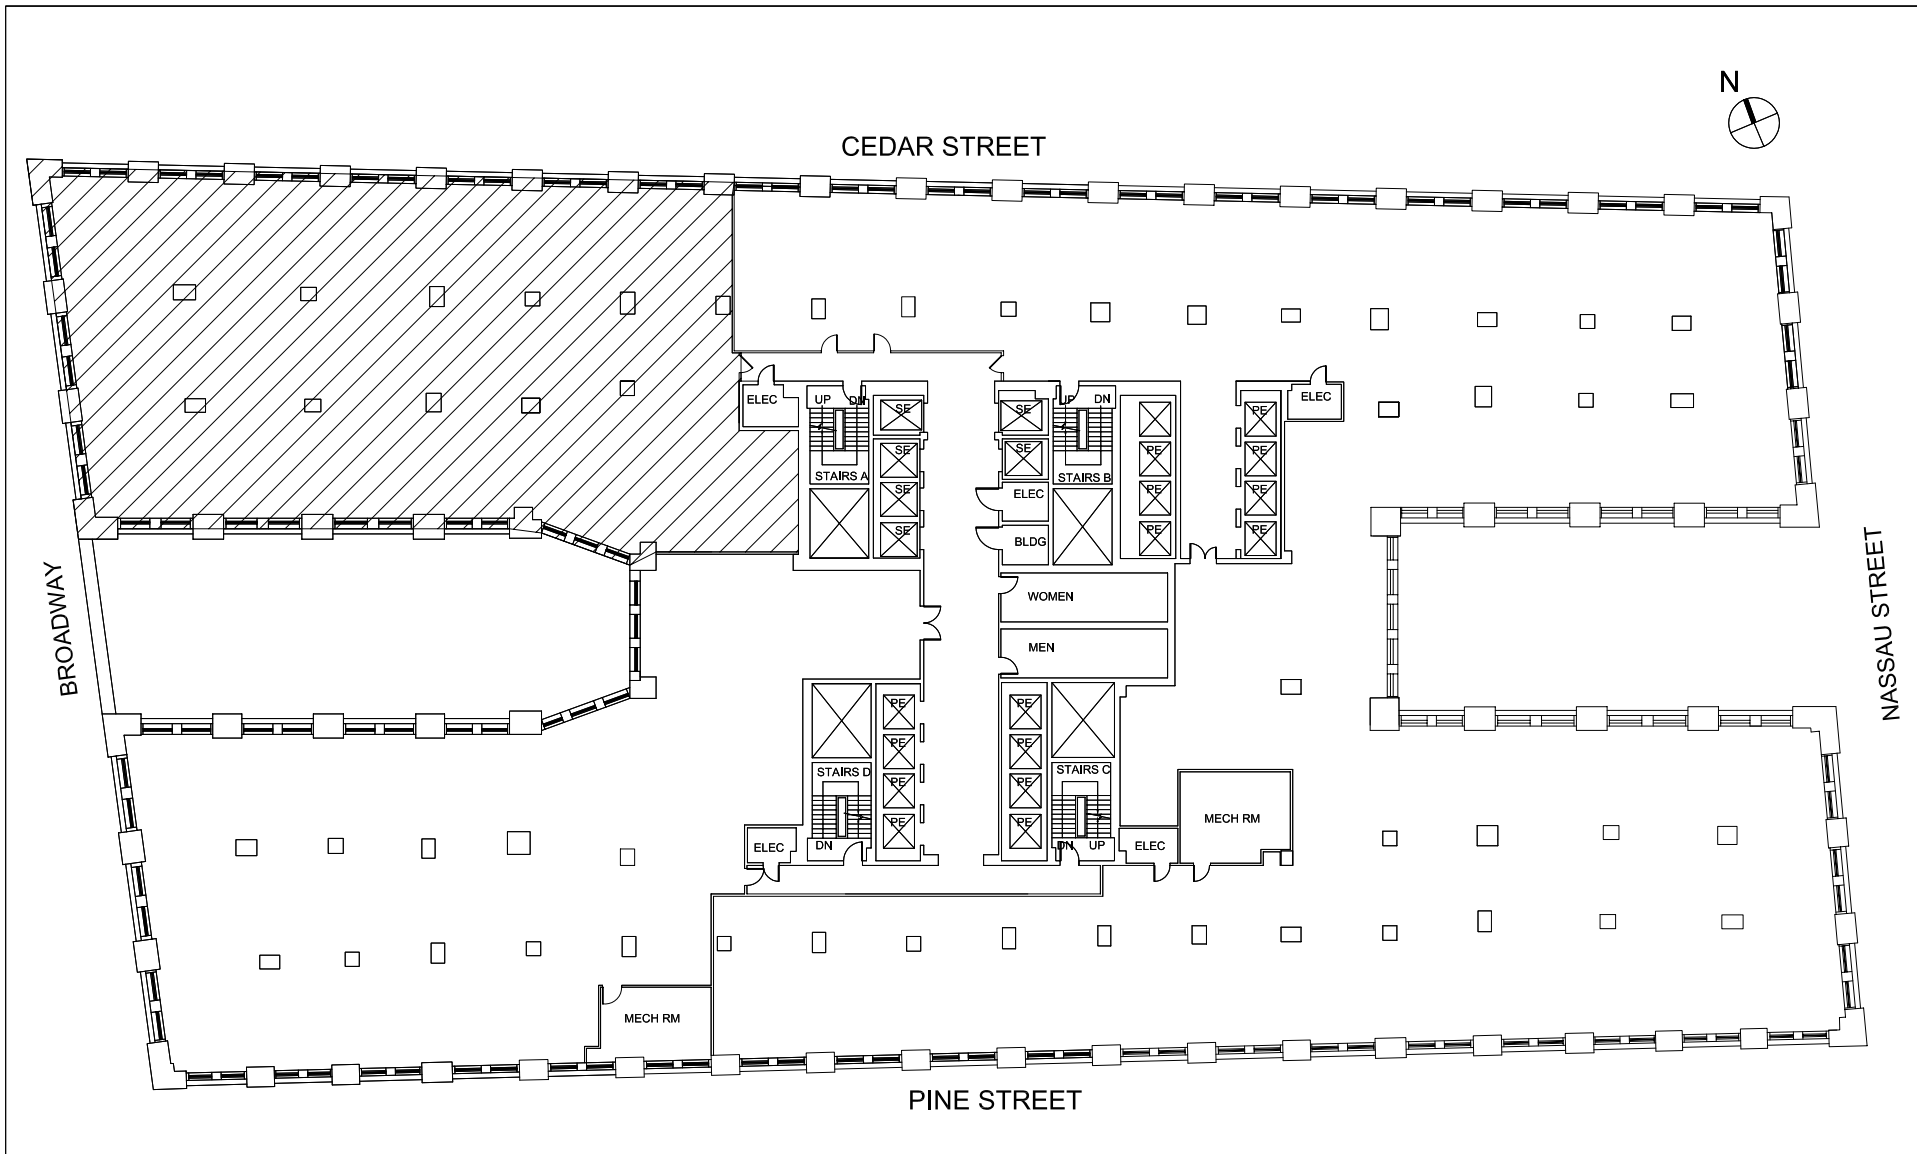 N
CEDAR STREET
ELEC
UP
DN
SE
SE
UP
DN
PE
ELEC
SE
SE
PE
PE
STAIRS A
STAIRS B
SE
ELEC
PE
PE
SE
BLDG
PE
PE
BROADWAY
NASSAU STREET
WOMEN
MEN
PE
PE
PE
PE
STAIRS D
STAIRS C
PE
PE
MECH RM
PE
PE
ELEC
DN
DN
UP
ELEC
MECH RM
PINE STREET